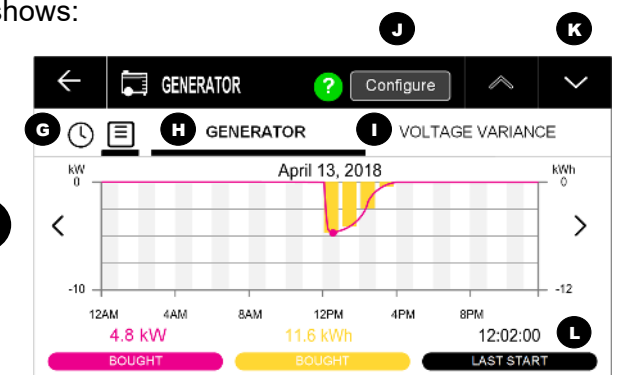 shows:
J K
GENERATOR ? Configure
G H GENERATOR I VOLTAGE VARIANCE
kW April 13, 2018 kWh
0 0
-10 -12
12AM 4AM 8AM 12PM 4PM 8PM
4.8 kW 11.6 kWh 12:02:00 L
BOUGHT BOUGHT LAST START